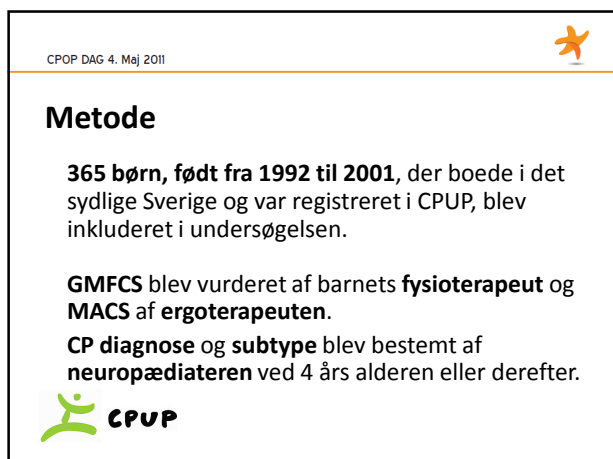 CPOP DAG 4. Maj 2011
Metode
365 børn, født fra 1992 til 2001, der boede i det
sydlige Sverige og var registreret i CPUP, blev
inkluderet i undersøgelsen.
GMFCS blev vurderet af barnets fysioterapeut og
MACS af ergoterapeuten.
CP diagnose og subtype blev bestemt af
neuropædiateren ved 4 års alderen eller derefter.
CPUP